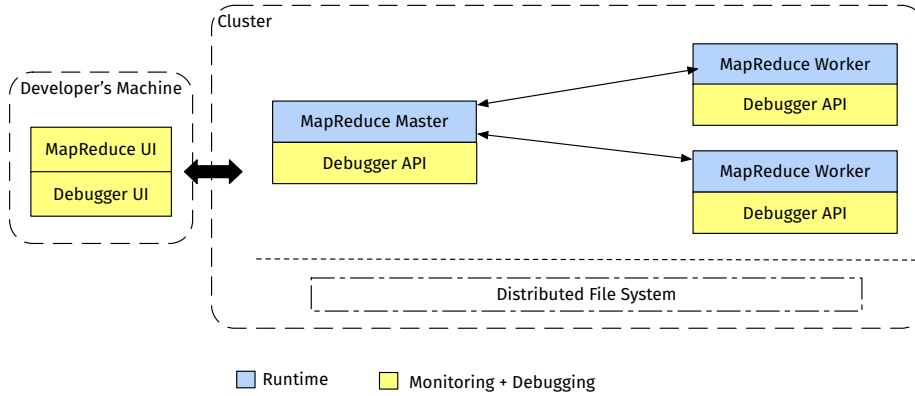 Cluster
Developer's Machine
MapReduce UI
Debugger UI
MapReduce Master
Debugger API
MapReduce Worker
Debugger API
MapReduce Worker
Debugger API
Distributed File System
Runtime
Monitoring + Debugging